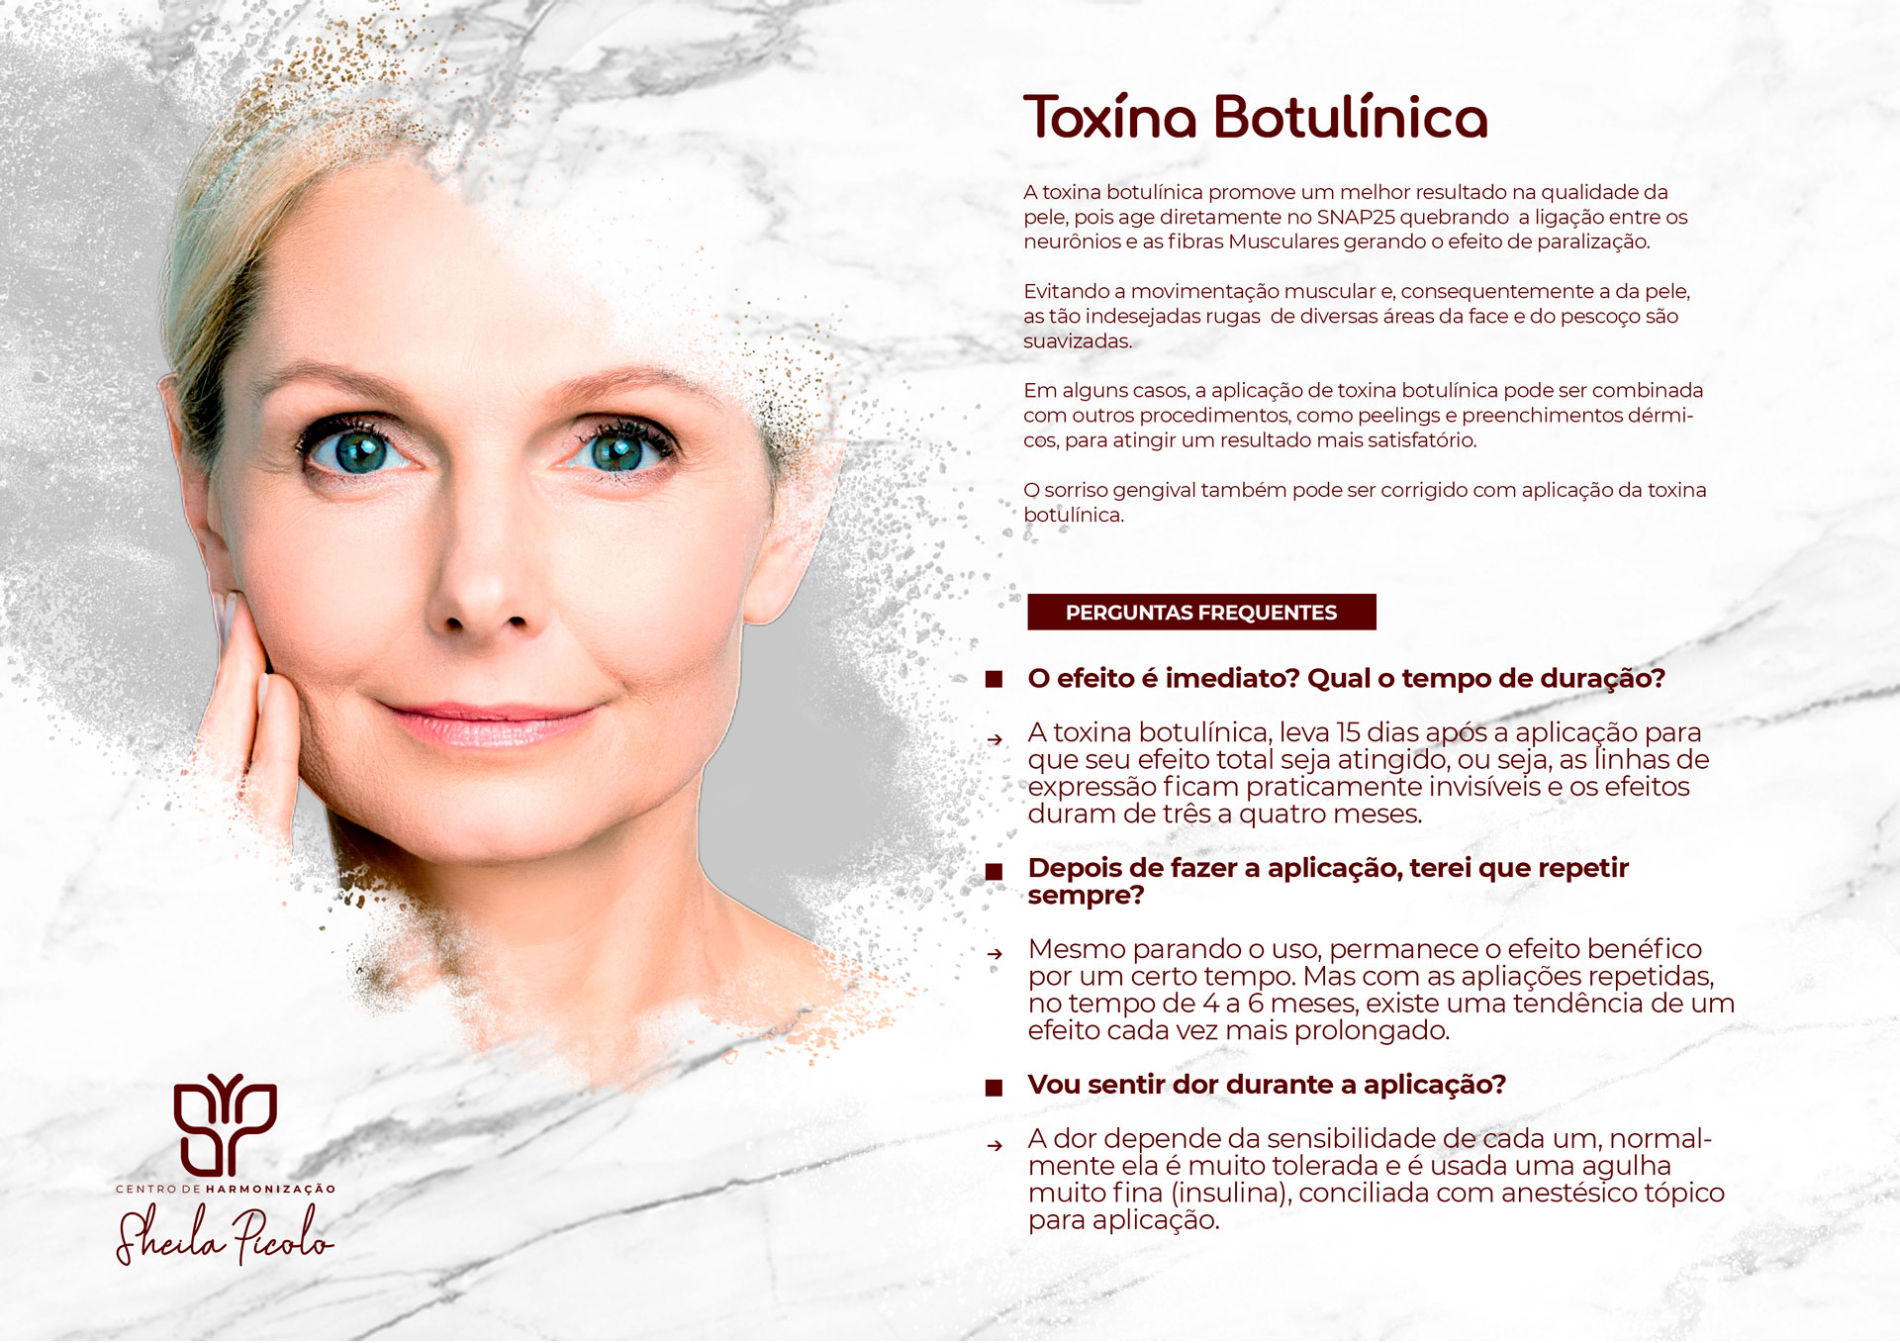 Toxína Botulínica
A toxina botulínica promove um melhor resultado na qualidade da
pele, pois age diretamente no SNAP25 quebrando a ligação entre os
neurônios e as fibras Musculares gerando o efeito de paralização.
Evitando a movimentação muscular e, consequentemente a da pele,
as tão indesejadas rugas de diversas áreas da face e do pescoço são
suavizadas.
Em alguns casos, a aplicação de toxina botulínica pode ser combinada
com outros procedimentos, como peelings e preenchimentos dérmi-
cos, para atingir um resultado mais satisfatório.
O sorriso gengival também pode ser corrigido com aplicação da toxina
botulínica.
PERGUNTAS FREQUENTES
■ O efeito é imediato? Qual o tempo de duração?
→ A toxina botulínica, leva 15 dias após a aplicação para
que seu efeito total seja atingido, ou seja, as linhas de
expressão ficam praticamente invisíveis e os efeitos
duram de três a quatro meses.
■ Depois de fazer a aplicação, terei que repetir
sempre?
→ Mesmo parando o uso, permanece o efeito benéfico
por um certo tempo. Mas com as apliações repetidas,
no tempo de 4 a 6 meses, existe uma tendência de um
efeito cada vez mais prolongado.
■ Vou sentir dor durante a aplicação?
→ A dor depende da sensibilidade de cada um, normal-
mente ela é muito tolerada e é usada uma agulha
muito fina (insulina), conciliada com anestésico tópico
para aplicação.
CENTRO DE HARMONIZAÇÃO
Sheila Picolo